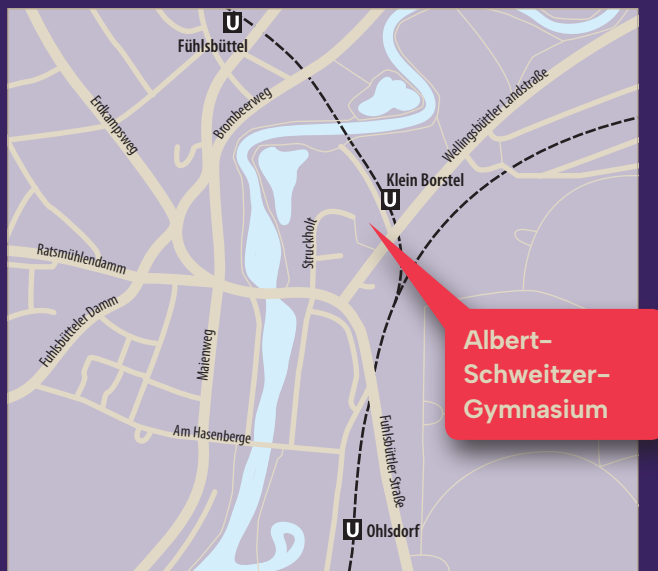 U
Fühlsbüttel
Erdkampsweg
Brombeerweg
Wellingsbüttler Landstraße
Klein Borstel
U
Struckholt
Ratsmühlendamm
Fuhlsbütteler Damm
Maienweg
Albert–
Schweitzer–
Gymnasium
Am Hasenberge
Fuhlsbüttler Straße
U Ohlsdorf